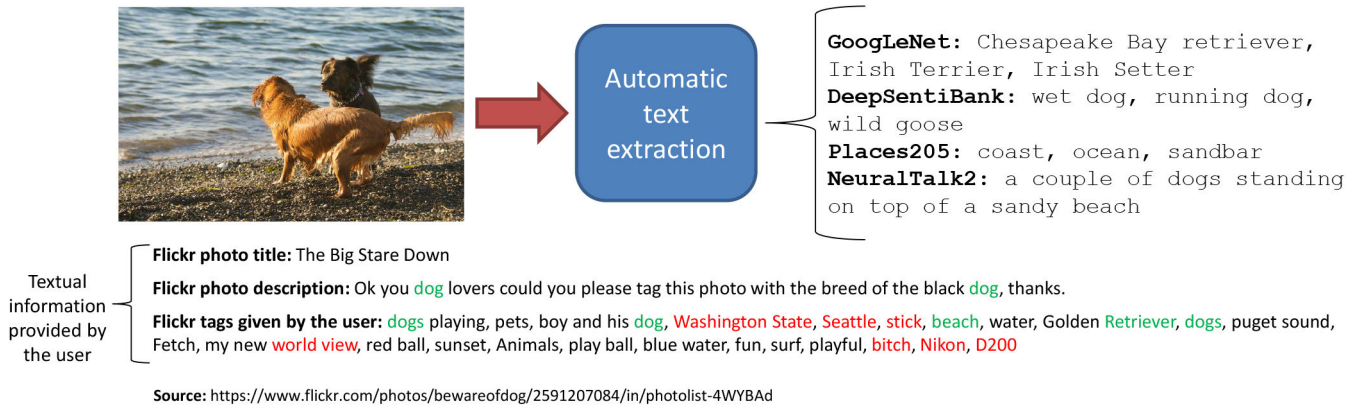 Automatic
text
extraction
GoogLeNet: Chesapeake Bay retriever,
Irish Terrier, Irish Setter
DeepSentiBank: wet dog, running dog,
wild goose
Places205: coast, ocean, sandbar
NeuralTalk2: a couple of dogs standing
on top of a sandy beach
Textual
information
provided by
the user
Flickr photo title: The Big Stare Down
Flickr photo description: Ok you dog lovers could you please tag this photo with the breed of the black dog, thanks.
Flickr tags given by the user: dogs playing, pets, boy and his dog, Washington State, Seattle, stick, beach, water, Golden Retriever, dogs, puget sound,
Fetch, my new world view, red ball, sunset, Animals, play ball, blue water, fun, surf, playful, bitch, Nikon, D200
Source: https://www.flickr.com/photos/bewareofdog/2591207084/in/photolist-4WYBAd